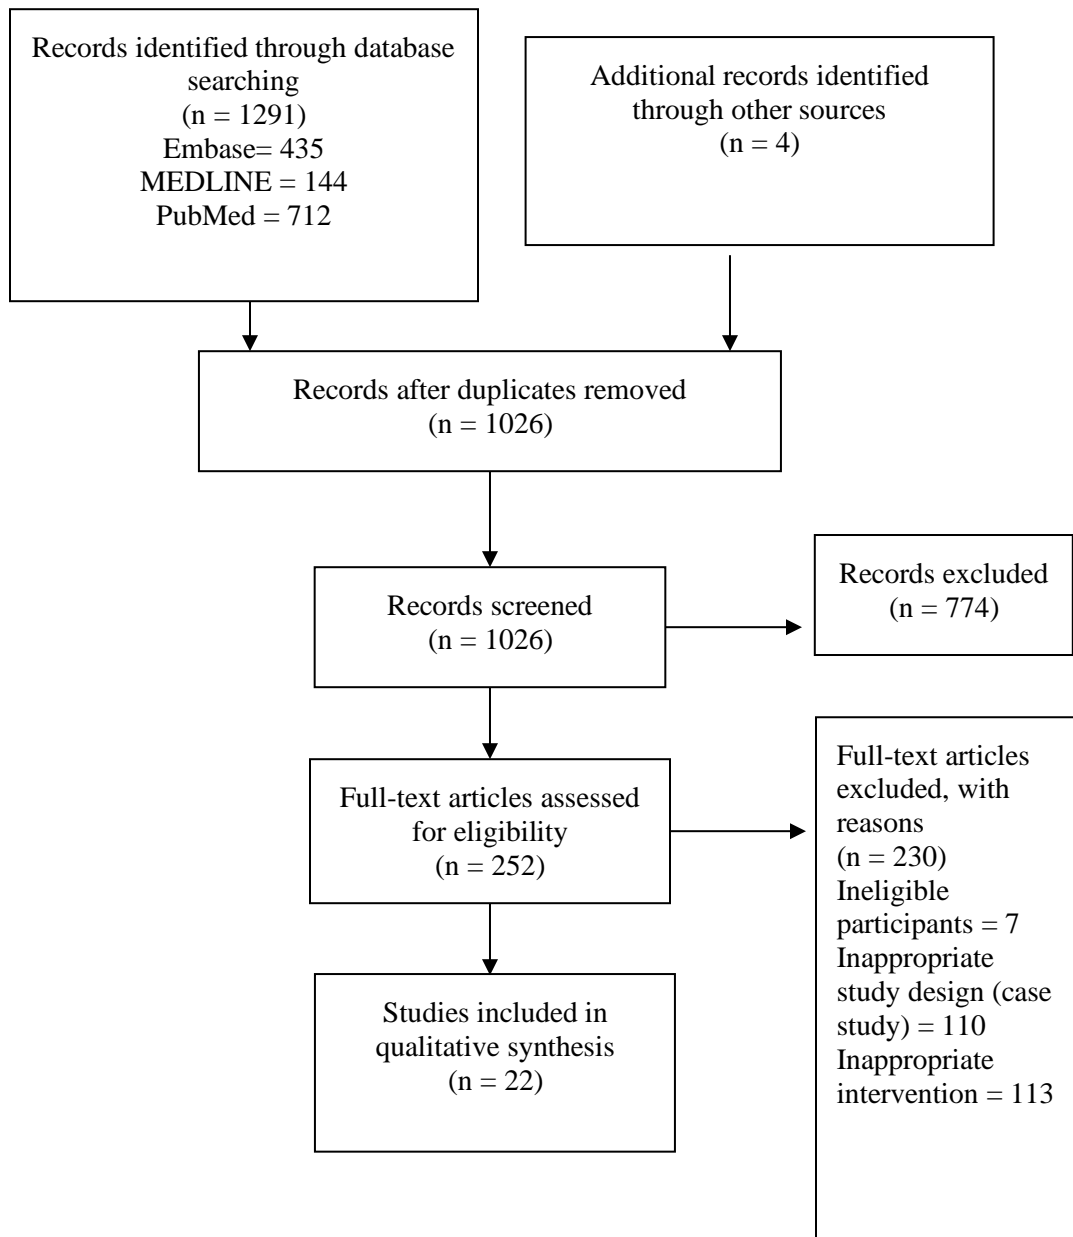 Records identified through database
searching
(n = 1291)
Embase= 435
MEDLINE = 144
PubMed = 712
Additional records identified
through other sources
(n = 4)
Records after duplicates removed
(n = 1026)
Records screened
(n = 1026)
Records excluded
(n = 774)
Full-text articles assessed
for eligibility
(n = 252)
Full-text articles
excluded, with
reasons
(n = 230)
Ineligible
participants = 7
Inappropriate
study design (case
study) = 110
Inappropriate
intervention = 113
Studies included in
qualitative synthesis
(n = 22)